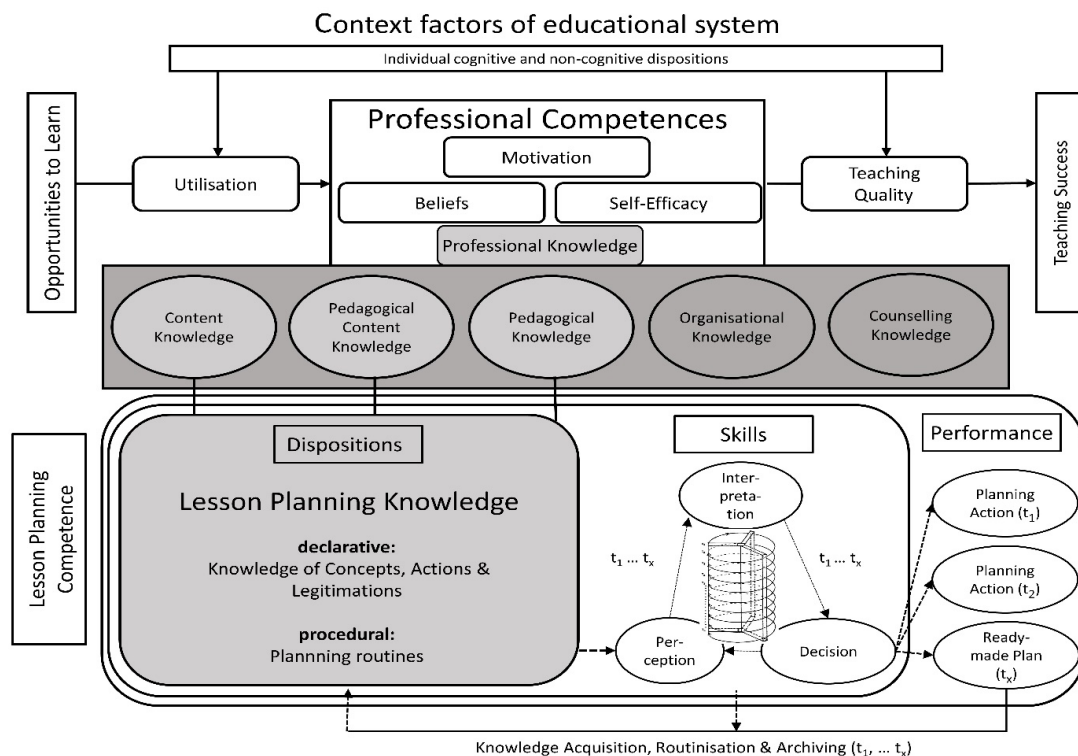 Context factors of educational system
Individual cognitive and non-cognitive dispositions
Opportunities to Learn
Utilisation
Professional Competences
Motivation
Beliefs
Self-Efficacy
Professional Knowledge
Teaching
Quality
Teaching Success
Content
Knowledge
Pedagogical
Content
Knowledge
Pedagogical
Knowledge
Organisational
Knowledge
Counselling
Knowledge
Lesson Planning
Competence
Dispositions
Lesson Planning Knowledge
declarative:
Knowledge of Concepts, Actions &
Legitimations
procedural:
Plannning routines
Skills
Inter-
preta-
tion
t₁ ... tₓ
t₁ ... tₓ
Per-
ception
Decision
Performance
Planning
Action (t₁)
Planning
Action (t₂)
Ready-
made Plan
(tₓ)
Knowledge Acquisition, Routinisation & Archiving (t₁, ... tₓ)